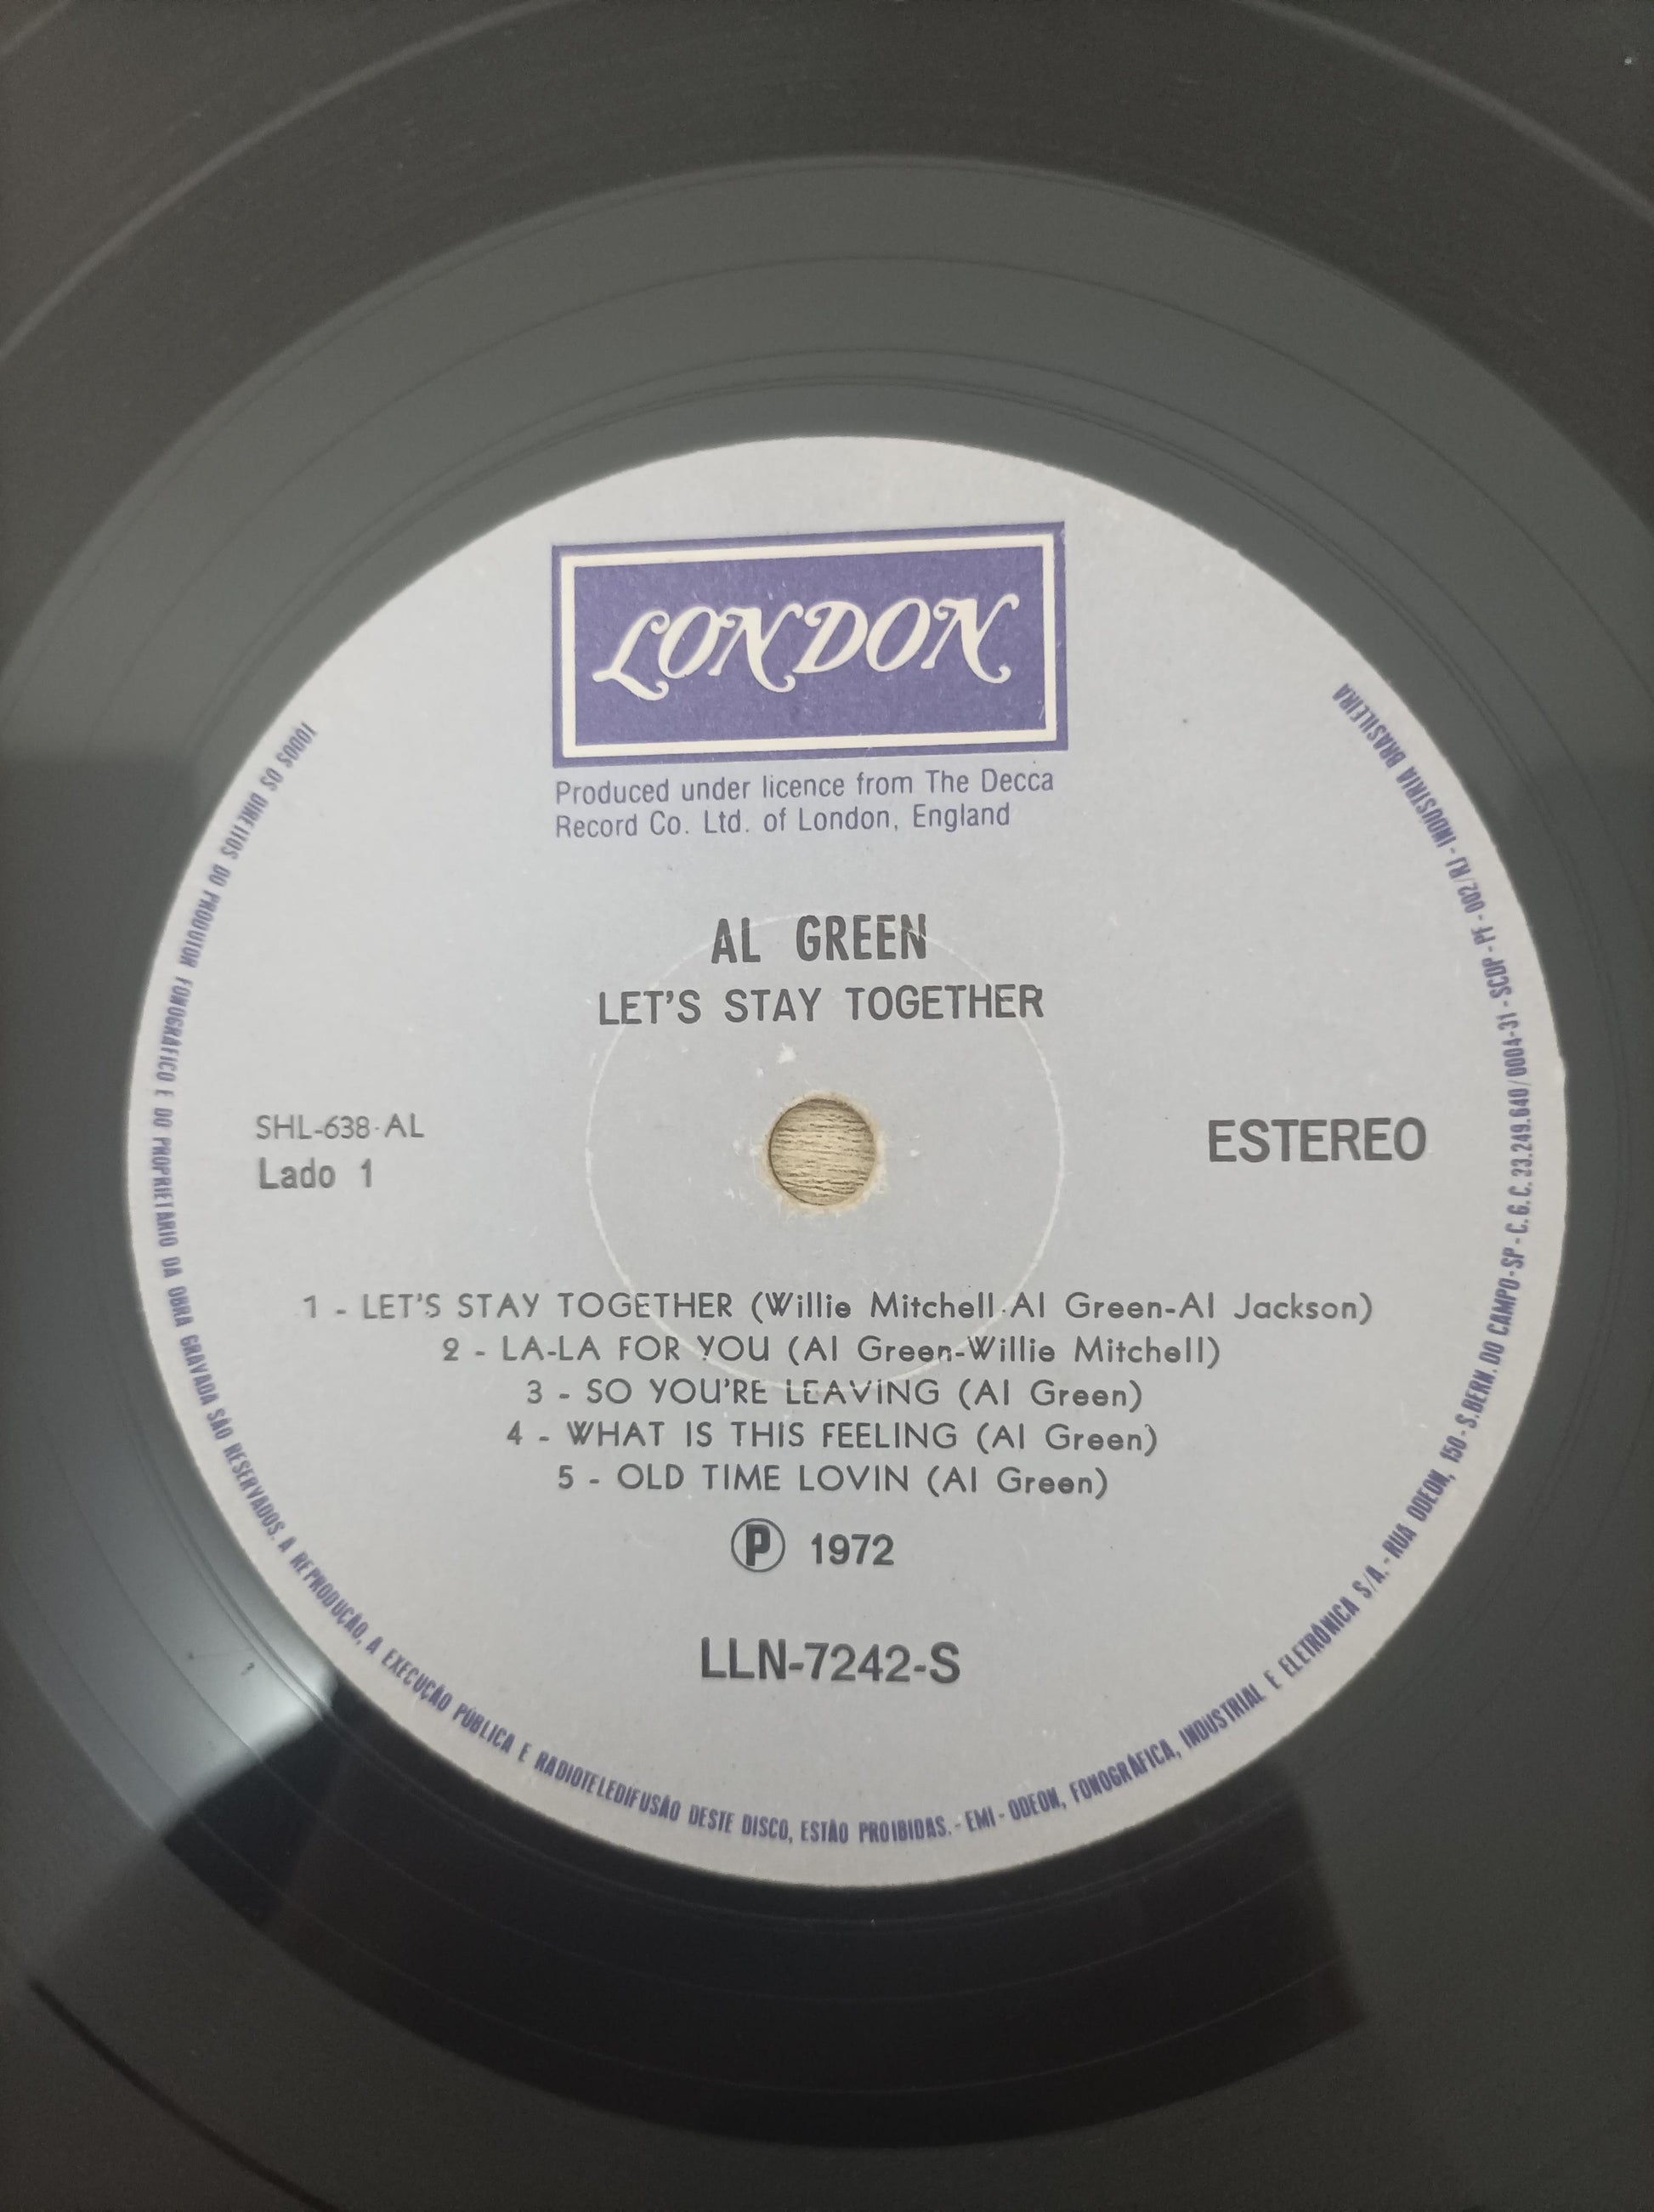 LONDON
Produced under licence from The Decca
Record Co. Ltd. of London, England
AL GREEN
LET'S STAY TOGETHER
SHL-638-AL
Lado 1
ESTEREO
1 - LET'S STAY TOGETHER (Willie Mitchell-Al Green-Al Jackson)
2 - LA-LA FOR YOU (Al Green-Willie Mitchell)
3 - SO YOU'RE LEAVING (Al Green)
4 - WHAT IS THIS FEELING (Al Green)
5 - OLD TIME LOVIN (Al Green)
Ⓟ 1972
LLN-7242-S
TODOS OS DIREITOS DO PRODUTOR FONOGRÁFICO E DO PROPRIETÁRIO DA OBRA GRAVADA SÃO RESERVADOS. A REPRODUÇÃO, A EXECUÇÃO PÚBLICA E RADIOTELEDIFUSÃO DESTE DISCO, ESTÃO PROIBIDAS. - EMI - ODEON, FONOGRÁFICA, INDUSTRIAL E ELETRÔNICA S/A. - RUA ODEON, 150 - S.BERN. DO CAMPO-SP - C.G.C. 33.249.640/0004-31 - SCDP - PF - 002/RJ - INDÚSTRIA BRASILEIRA